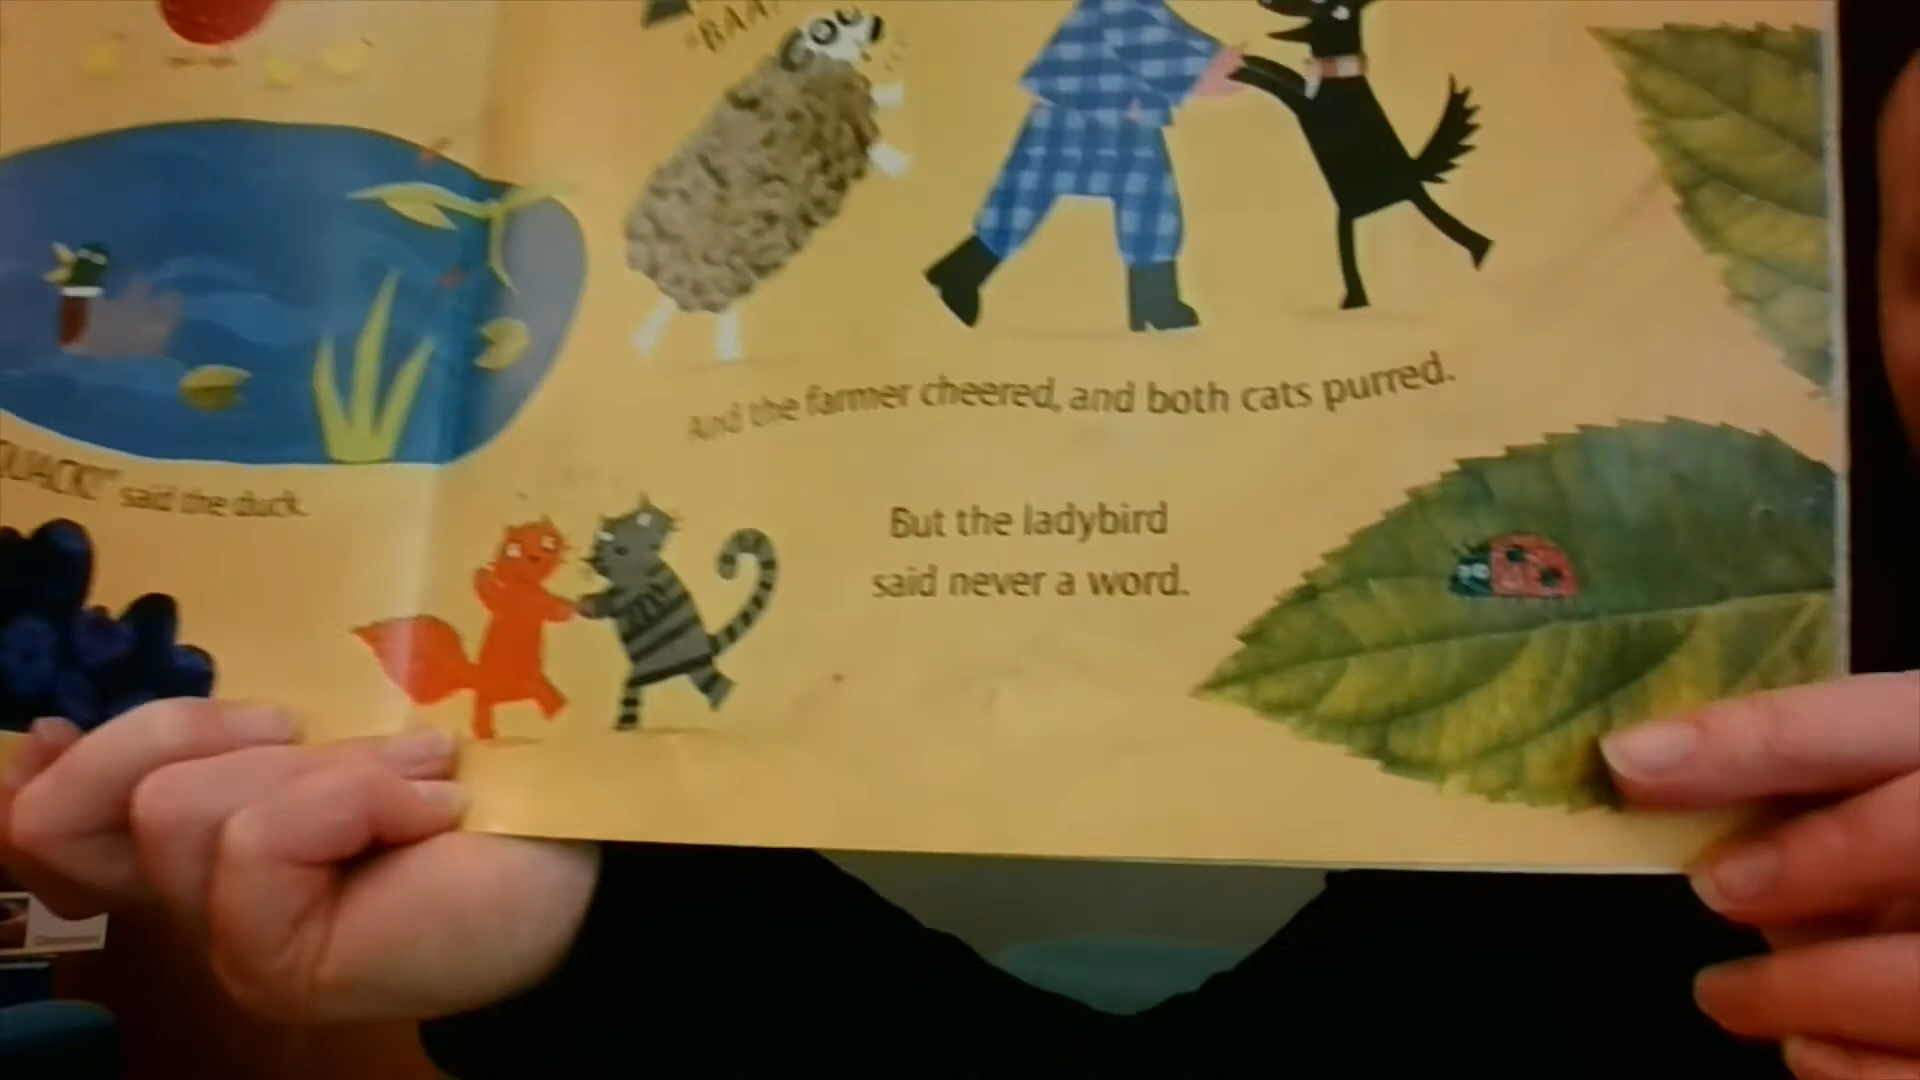 "BAA!
QUACK!" said the duck.
And the farmer cheered, and both cats purred.
But the ladybird
said never a word.